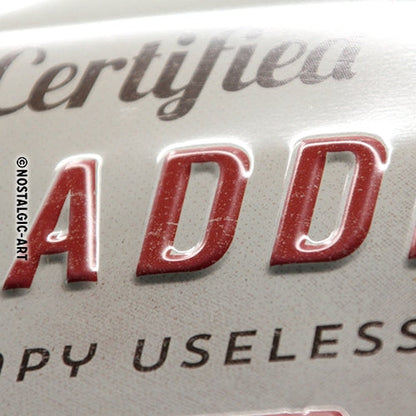 Certified
ADD
USELESS
©NOSTALGIC-ART